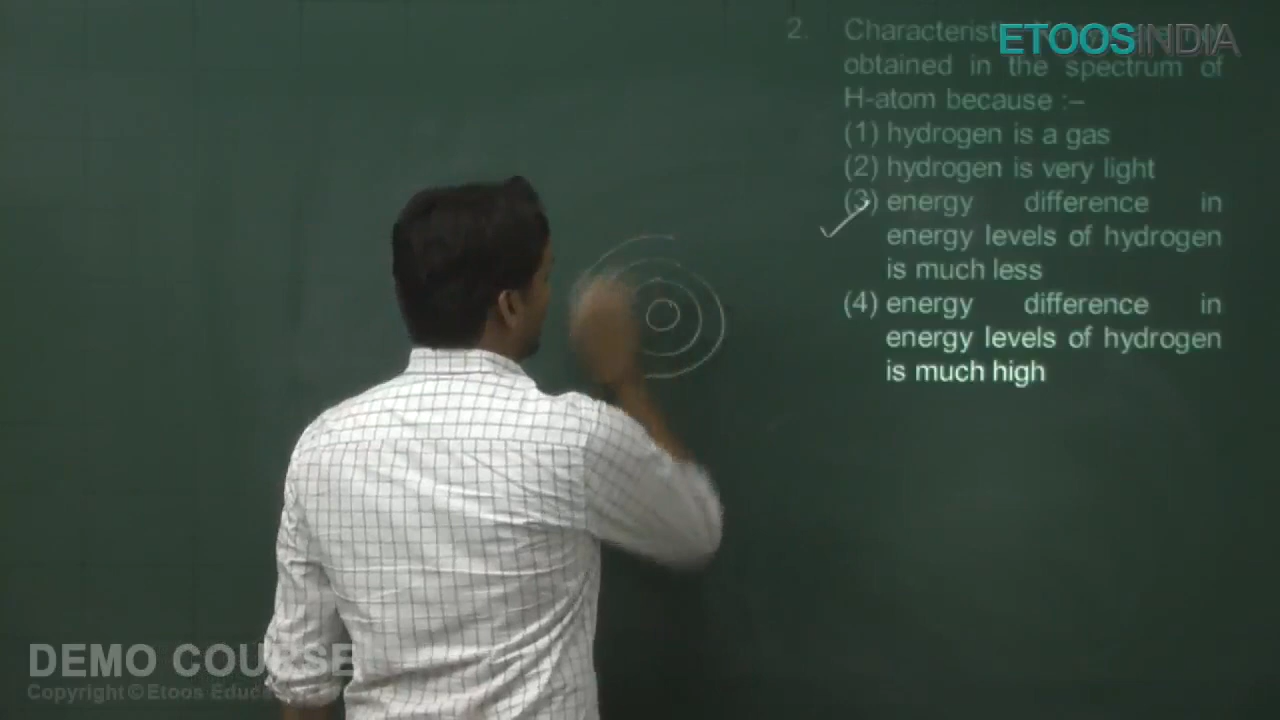 2. Characterist
ETOOSINDIA
obtained in the spectrum of
H-atom because :–
(1) hydrogen is a gas
(2) hydrogen is very light
(3) energy difference in
energy levels of hydrogen
is much less
(4) energy difference in
energy levels of hydrogen
is much high
DEMO COURSE
Copyright ©Etoos Educ